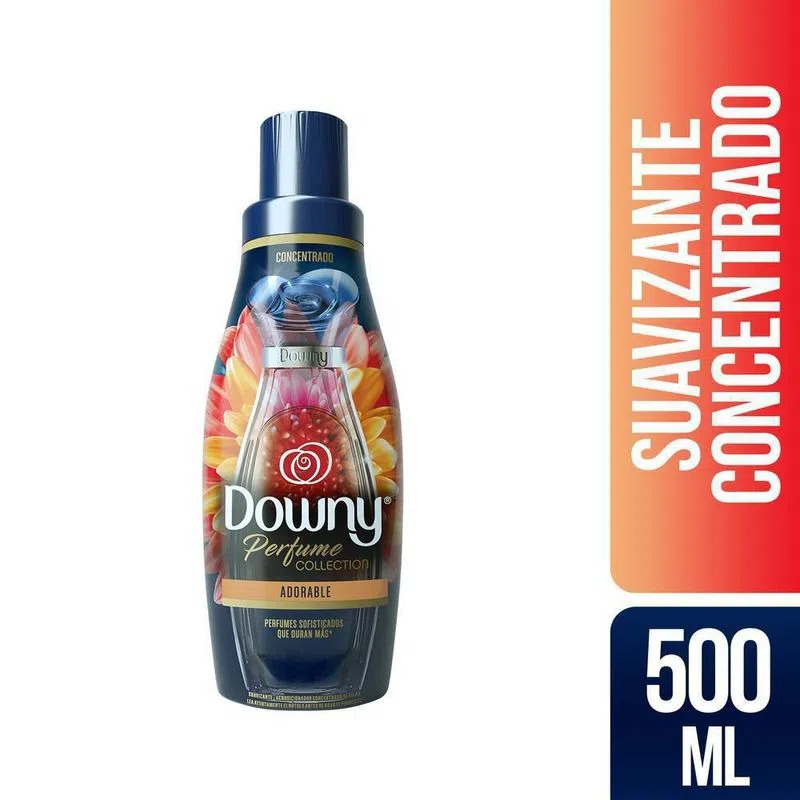 CONCENTRADO
Downy
Downy®
Perfume
COLLECTION
ADORABLE
PERFUMES SOFISTICADOS
QUE DURAN MÁS
SUAVIZANTE
CONCENTRADO
500
ML